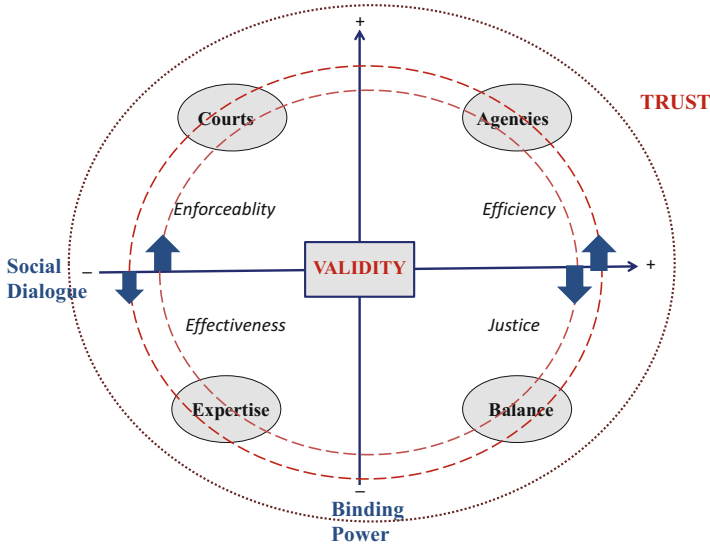 +
Courts
Agencies
TRUST
Enforceablity
Efficiency
Social
Dialogue
–
VALIDITY
+
Effectiveness
Justice
Expertise
Balance
–
Binding
Power